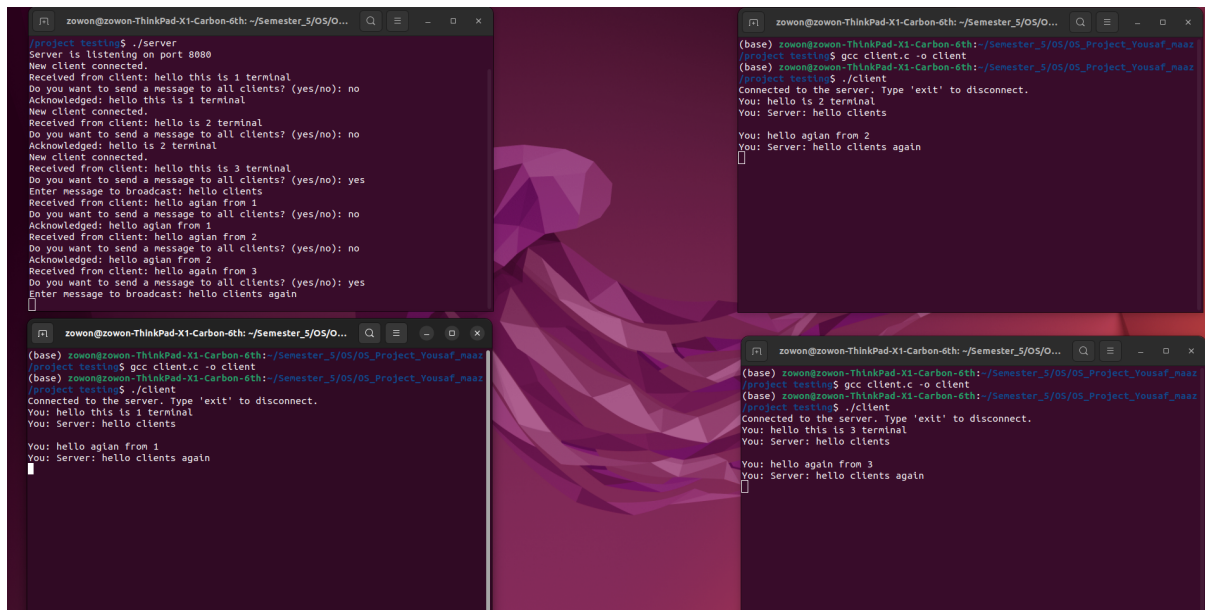 zowon@zowon-ThinkPad-X1-Carbon-6th: ~/Semester_5/OS/O...
/project testing$ ./server
Server is listening on port 8080
New client connected.
Received from client: hello this is 1 terminal
Do you want to send a message to all clients? (yes/no): no
Acknowledged: hello this is 1 terminal
New client connected.
Received from client: hello is 2 terminal
Do you want to send a message to all clients? (yes/no): no
Acknowledged: hello is 2 terminal
New client connected.
Received from client: hello this is 3 terminal
Do you want to send a message to all clients? (yes/no): yes
Enter message to broadcast: hello clients
Received from client: hello agian from 1
Do you want to send a message to all clients? (yes/no): no
Acknowledged: hello agian from 1
Received from client: hello agian from 2
Do you want to send a message to all clients? (yes/no): no
Acknowledged: hello agian from 2
Received from client: hello again from 3
Do you want to send a message to all clients? (yes/no): yes
Enter message to broadcast: hello clients again
zowon@zowon-ThinkPad-X1-Carbon-6th: ~/Semester_5/OS/O...
(base) zowon@zowon-ThinkPad-X1-Carbon-6th:~/Semester_5/OS/OS_Project_Yousaf_maaz
/project testing$ gcc client.c -o client
(base) zowon@zowon-ThinkPad-X1-Carbon-6th:~/Semester_5/OS/OS_Project_Yousaf_maaz
/project testing$ ./client
Connected to the server. Type 'exit' to disconnect.
You: hello is 2 terminal
You: Server: hello clients
You: hello agian from 2
You: Server: hello clients again
zowon@zowon-ThinkPad-X1-Carbon-6th: ~/Semester_5/OS/O...
(base) zowon@zowon-ThinkPad-X1-Carbon-6th:~/Semester_5/OS/OS_Project_Yousaf_maaz
/project testing$ gcc client.c -o client
(base) zowon@zowon-ThinkPad-X1-Carbon-6th:~/Semester_5/OS/OS_Project_Yousaf_maaz
/project testing$ ./client
Connected to the server. Type 'exit' to disconnect.
You: hello this is 1 terminal
You: Server: hello clients
You: hello agian from 1
You: Server: hello clients again
zowon@zowon-ThinkPad-X1-Carbon-6th: ~/Semester_5/OS/O...
(base) zowon@zowon-ThinkPad-X1-Carbon-6th:~/Semester_5/OS/OS_Project_Yousaf_maaz
/project testing$ gcc client.c -o client
(base) zowon@zowon-ThinkPad-X1-Carbon-6th:~/Semester_5/OS/OS_Project_Yousaf_maaz
/project testing$ ./client
Connected to the server. Type 'exit' to disconnect.
You: hello this is 3 terminal
You: Server: hello clients
You: hello again from 3
You: Server: hello clients again